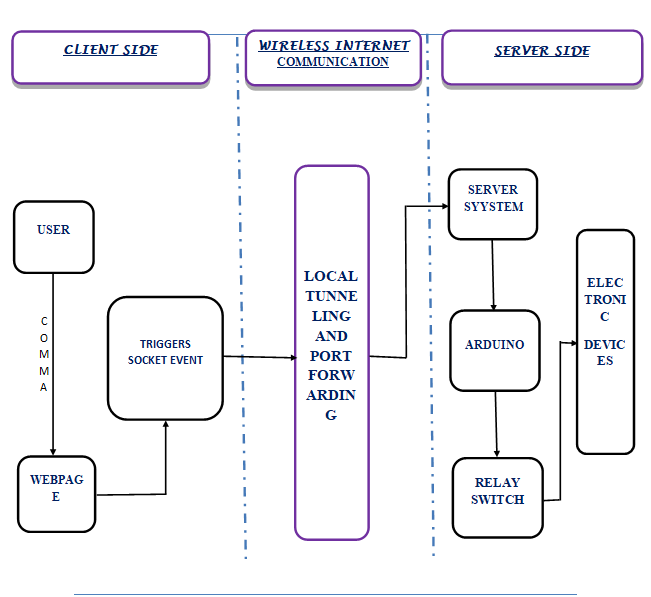 CLIENT SIDE
WIRELESS INTERNET
COMMUNICATION
SERVER SIDE
USER
C
O
M
M
A
WEBPAG
E
TRIGGERS
SOCKET EVENT
LOCAL
TUNNE
LING
AND
PORT
FORW
ARDIN
G
SERVER
SYYSTEM
ARDUINO
RELAY
SWITCH
ELEC
TRONI
C
DEVIC
ES